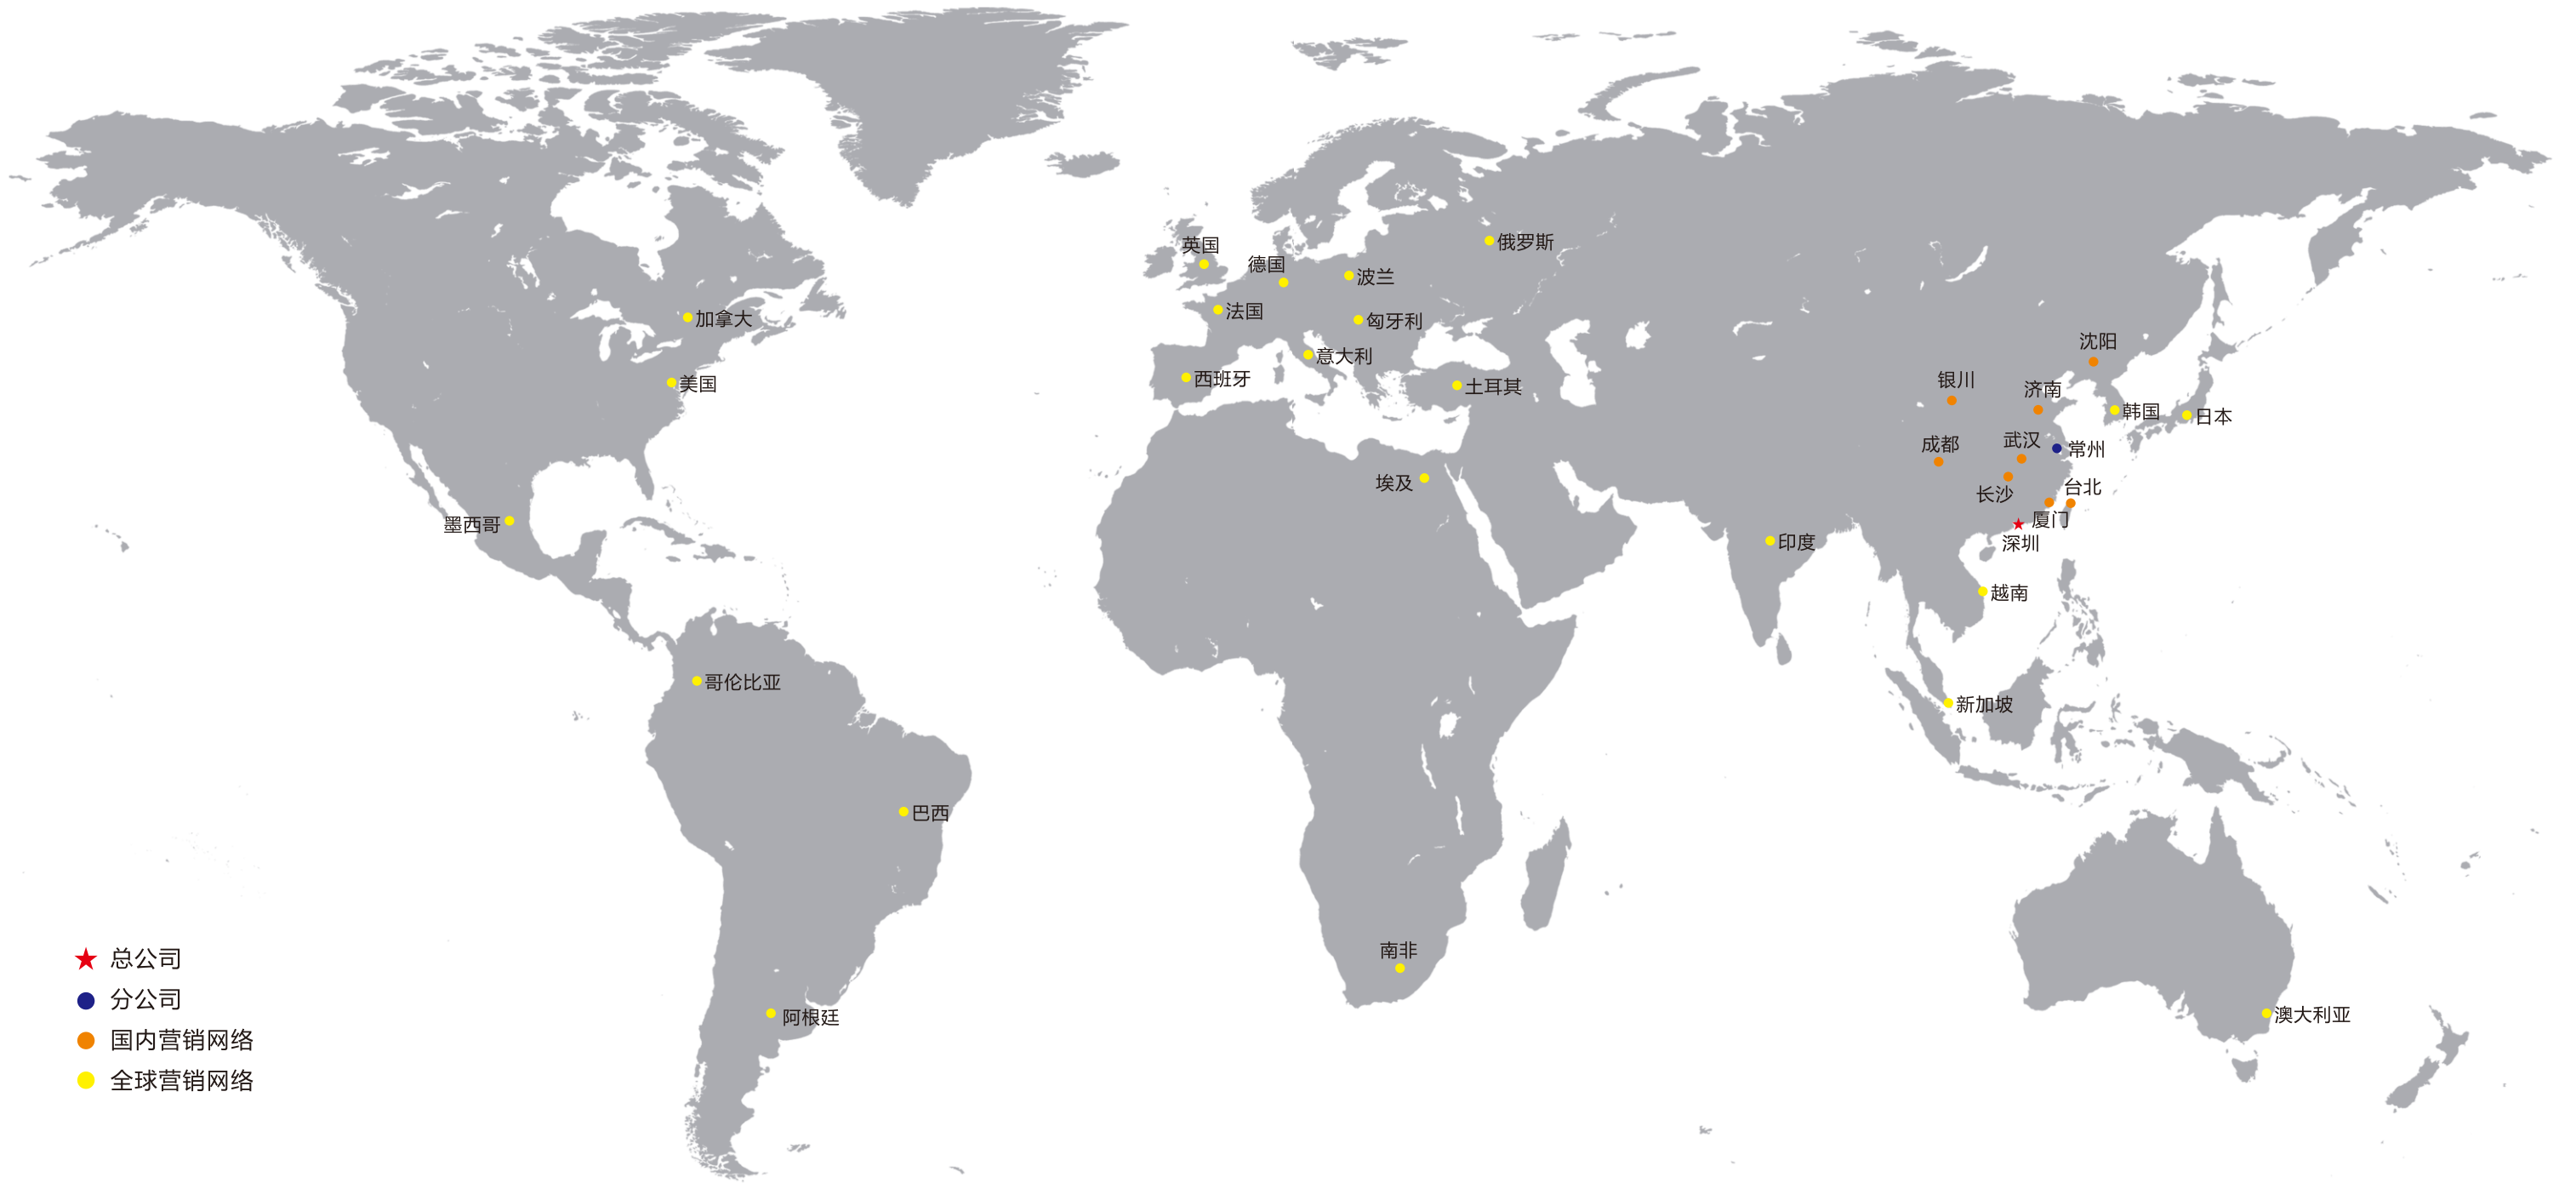 英国
俄罗斯
德国
波兰
法国
加拿大
匈牙利
沈阳
意大利
西班牙
银川
美国
土耳其
济南
韩国
日本
成都
武汉
常州
埃及
台北
长沙
厦门
墨西哥
印度
深圳
越南
哥伦比亚
新加坡
巴西
南非
总公司
分公司
阿根廷
澳大利亚
国内营销网络
全球营销网络